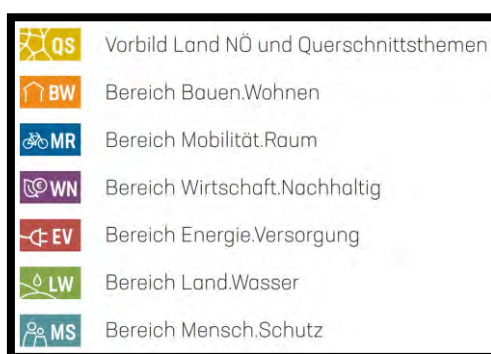 QS Vorbild Land NÖ und Querschnittsthemen
BW Bereich Bauen.Wohnen
MR Bereich Mobilität.Raum
€ WN Bereich Wirtschaft.Nachhaltig
EV Bereich Energie.Versorgung
LW Bereich Land.Wasser
MS Bereich Mensch.Schutz